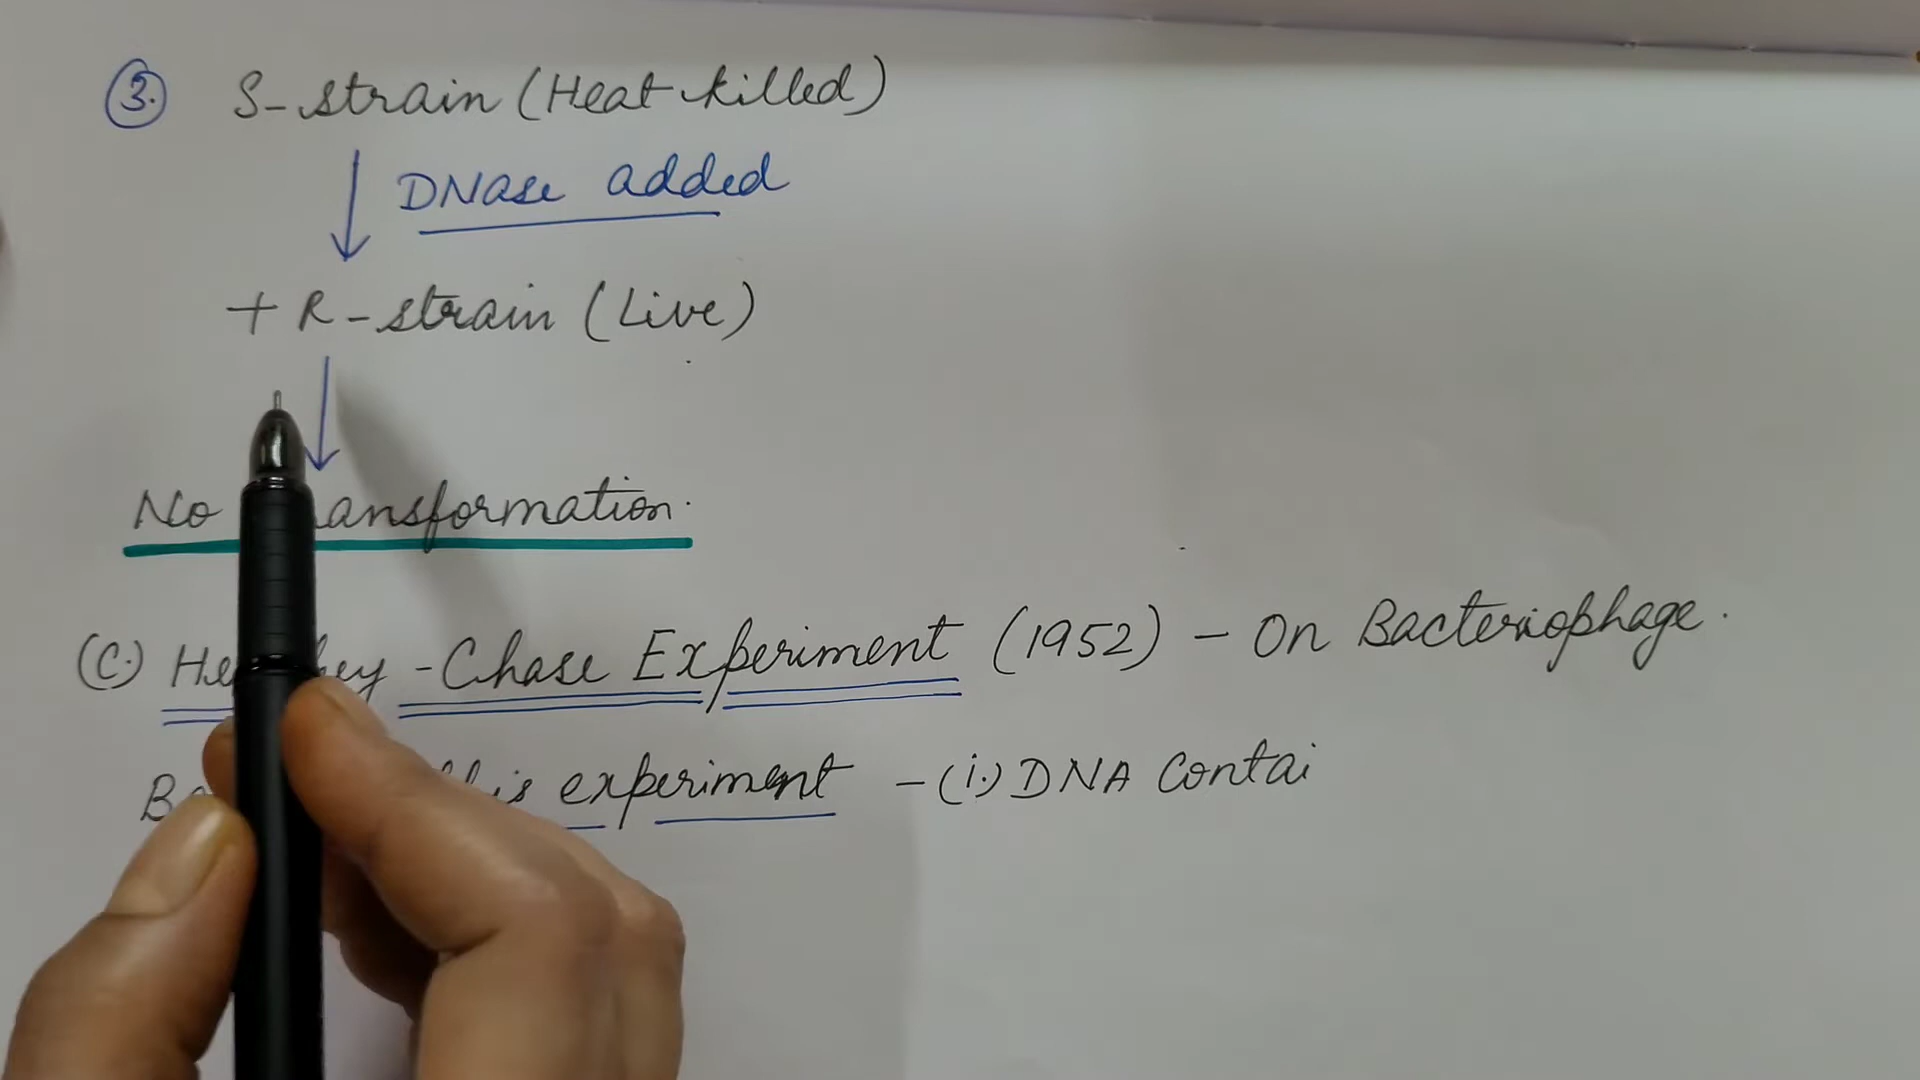 3. S-strain (Heat-killed)
DNase added
+ R-strain (Live)
No ansformation.
(C.) He ey - Chase Experiment (1952) - On Bacteriophage.
experiment - (i.) DNA Contai